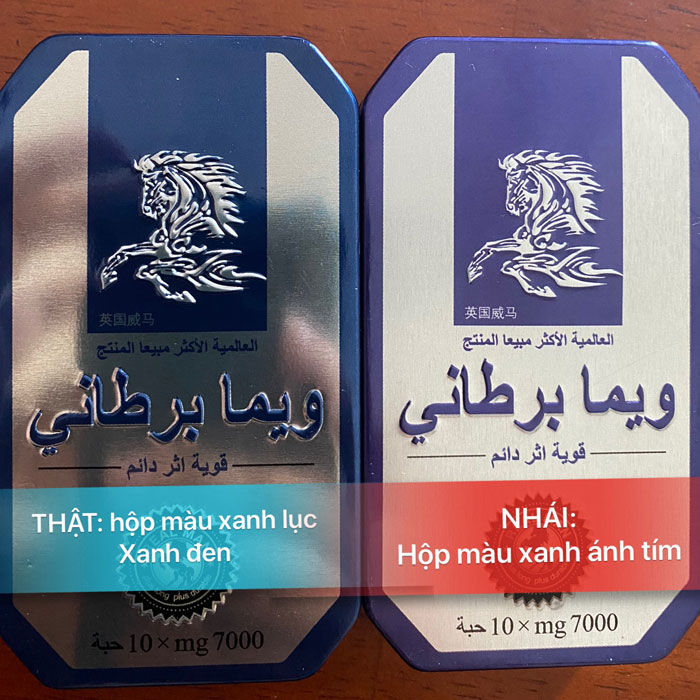 英国威马
العالمية الأكثر مبيعا المنتج
ويما برطاني
قوية اثر دائم
THẬT: hộp màu xanh lục
Xanh đen
حبة 10 × mg 7000
英国威马
العالمية الأكثر مبيعا المنتج
ويما برطاني
قوية اثر دائم
NHÁI:
Hộp màu xanh ánh tím
حبة 10 × mg 7000